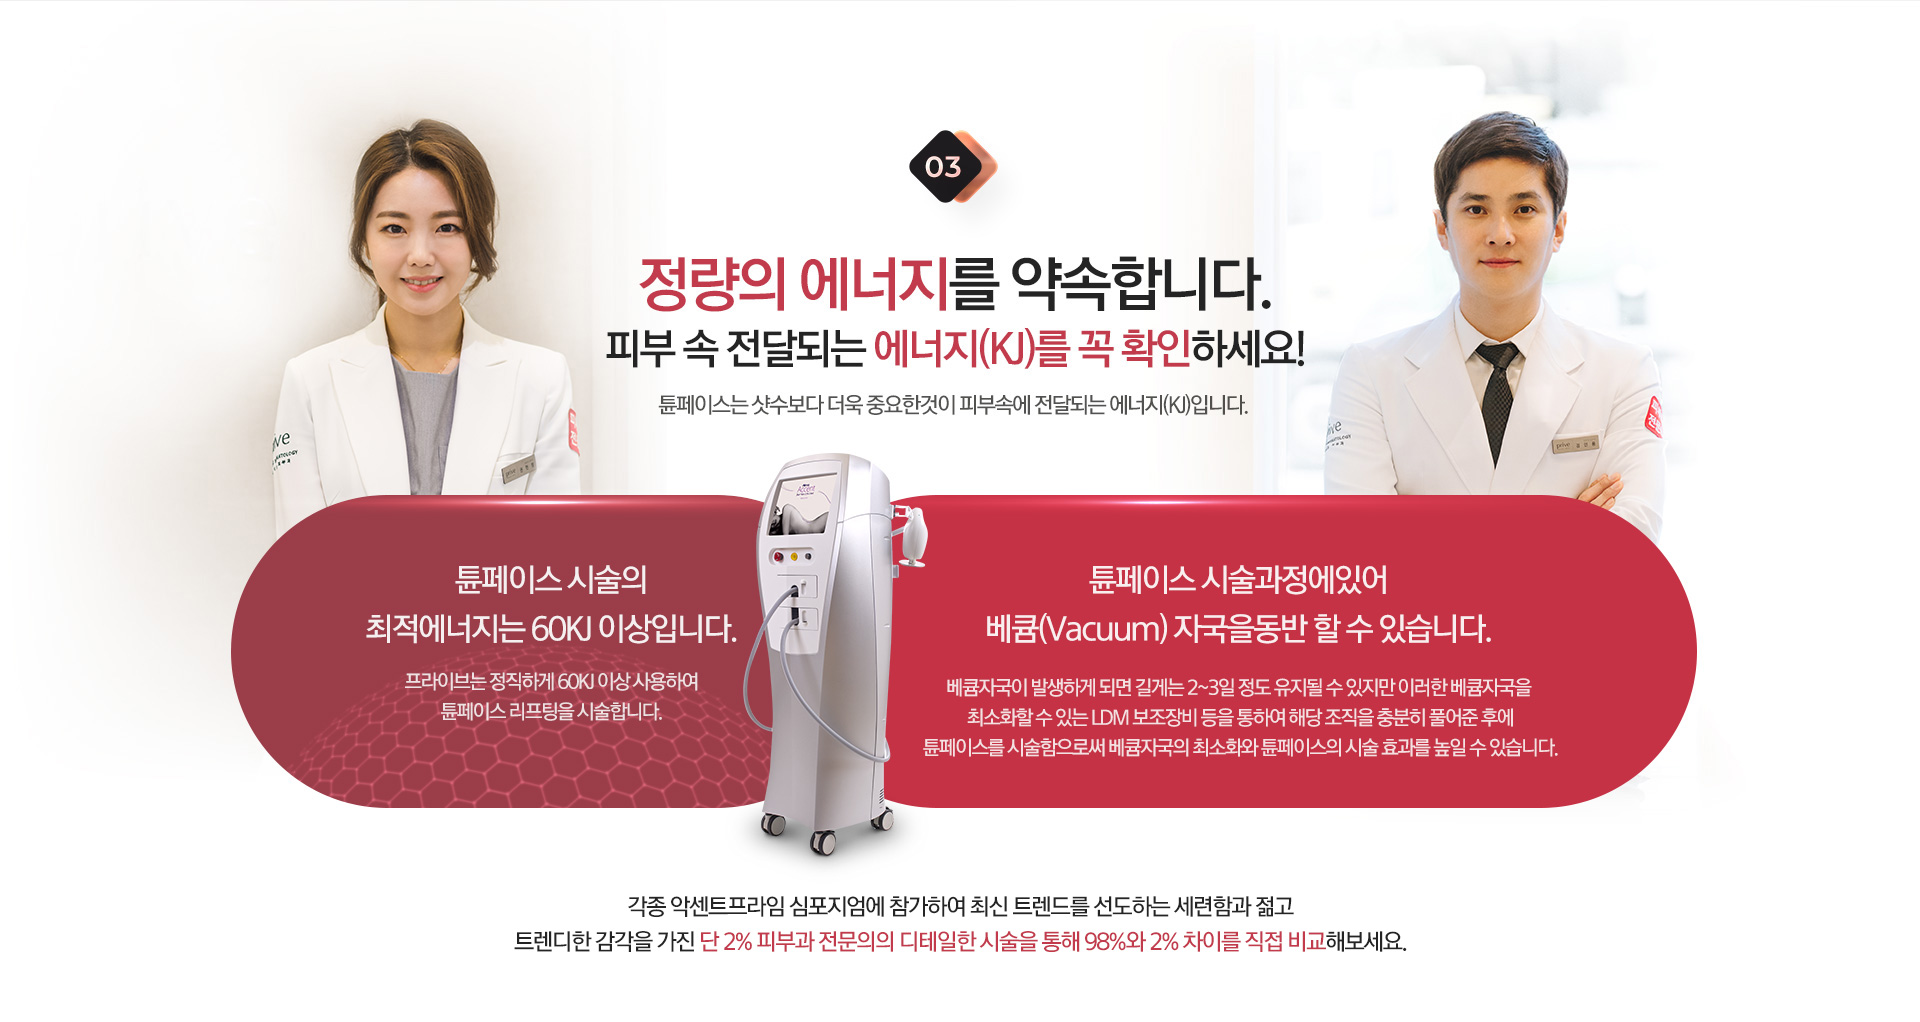 03
정량의 에너지를 약속합니다.
피부 속 전달되는 에너지(KJ)를 꼭 확인하세요!
튠페이스는 샷수보다 더욱 중요한것이 피부속에 전달되는 에너지(KJ)입니다.
Accent
튠페이스 시술의
최적에너지는 60KJ 이상입니다.
프라이브는 정직하게 60KJ 이상 사용하여
튠페이스 리프팅을 시술합니다.
튠페이스 시술과정에있어
베큠(Vacuum) 자국을동반 할 수 있습니다.
베큠자국이 발생하게 되면 길게는 2~3일 정도 유지될 수 있지만 이러한 베큠자국을
최소화할 수 있는 LDM 보조장비 등을 통하여 해당 조직을 충분히 풀어준 후에
튠페이스를 시술함으로써 베큠자국의 최소화와 튠페이스의 시술 효과를 높일 수 있습니다.
각종 악센트프라임 심포지엄에 참가하여 최신 트렌드를 선도하는 세련함과 젊고
트렌디한 감각을 가진 단 2% 피부과 전문의의 디테일한 시술을 통해 98%와 2% 차이를 직접 비교해보세요.